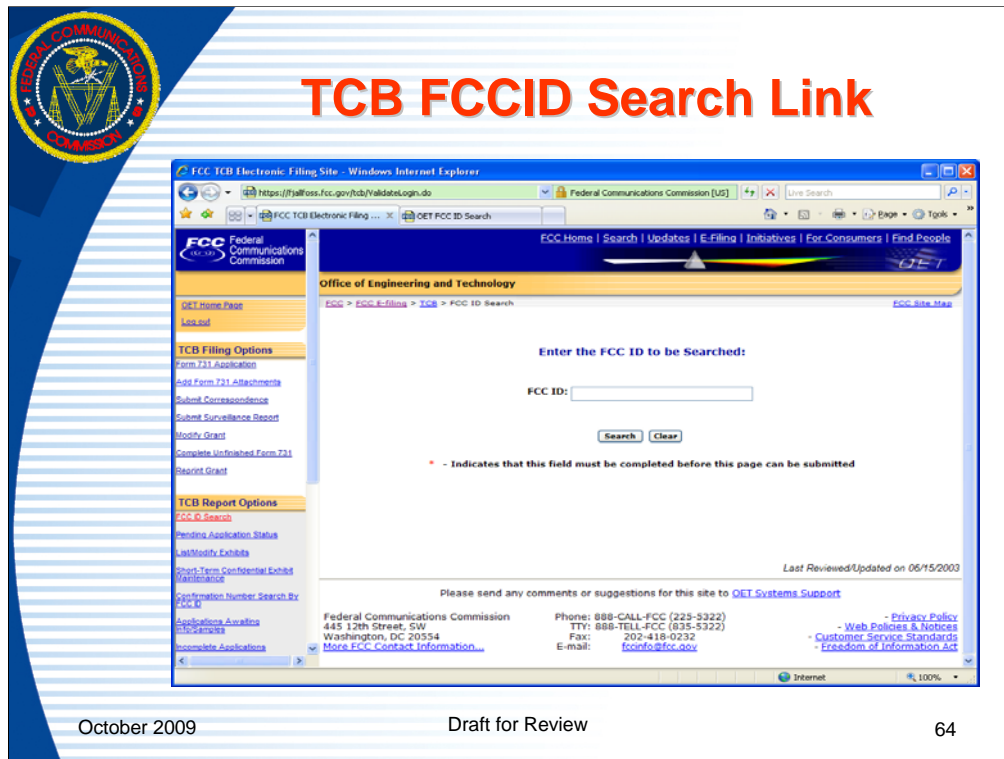 FEDERAL COMMUNICATIONS COMMISSION
TCB FCCID Search Link
FCC TCB Electronic Filing Site - Windows Internet Explorer
https://fjallfoss.fcc.gov/tcb/ValidateLogin.do
Federal Communications Commission [US]
Live Search
FCC TCB Electronic Filing ...
OET FCC ID Search
Page
Tools
FCC Federal Communications Commission
FCC Home | Search | Updates | E-Filing | Initiatives | For Consumers | Find People
OET
Office of Engineering and Technology
FCC > FCC E-filing > TCB > FCC ID Search
FCC Site Map
OET Home Page
Log out
TCB Filing Options
Form 731 Application
Add Form 731 Attachments
Submit Correspondence
Submit Surveillance Report
Modify Grant
Complete Unfinished Form 731
Reprint Grant
TCB Report Options
FCC ID Search
Pending Application Status
List/Modify Exhibits
Short-Term Confidential Exhibit
Maintenance
Confirmation Number Search By
FCC ID
Applications Awaiting
Info/Samples
Incomplete Applications
Enter the FCC ID to be Searched:
FCC ID:
Search Clear
* - Indicates that this field must be completed before this page can be submitted
Last Reviewed/Updated on 06/15/2003
Please send any comments or suggestions for this site to OET Systems Support
Federal Communications Commission
445 12th Street, SW
Washington, DC 20554
More FCC Contact Information...
Phone: 888-CALL-FCC (225-5322)
TTY: 888-TELL-FCC (835-5322)
Fax: 202-418-0232
E-mail: fccinfo@fcc.gov
- Privacy Policy
- Web Policies & Notices
- Customer Service Standards
- Freedom of Information Act
Internet
100%
October 2009
Draft for Review
64